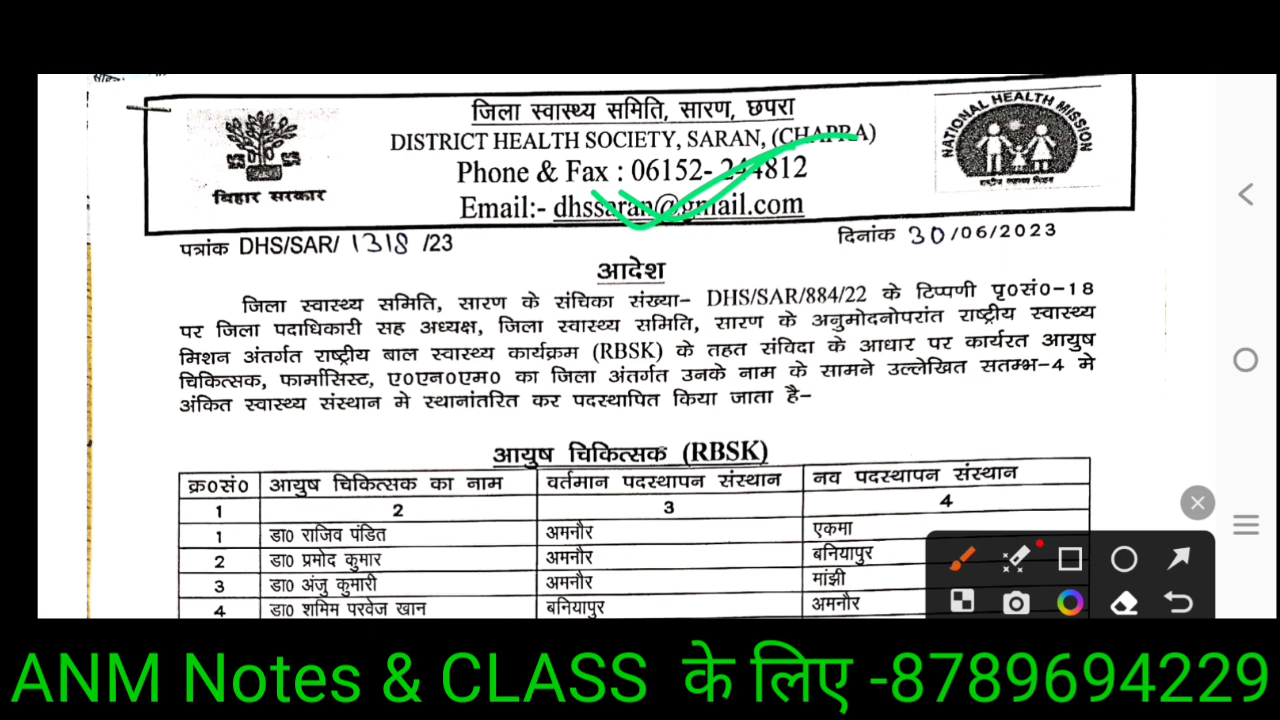 जिला स्वास्थ्य समिति, सारण, छपरा
DISTRICT HEALTH SOCIETY, SARAN, (CHAPRA)
Phone & Fax : 06152- 244812
Email:- dhssaran@gmail.com
बिहार सरकार
NATIONAL HEALTH MISSION
राष्ट्रीय स्वास्थ्य मिशन
पत्रांक DHS/SAR/ 1318 /23
दिनांक 30/06/2023
आदेश
जिला स्वास्थ्य समिति, सारण के संचिका संख्या– DHS/SAR/884/22 के टिप्पणी पृ0सं0-18
पर जिला पदाधिकारी सह अध्यक्ष, जिला स्वास्थ्य समिति, सारण के अनुमोदनोपरांत राष्ट्रीय स्वास्थ्य
मिशन अंतर्गत राष्ट्रीय बाल स्वास्थ्य कार्यक्रम (RBSK) के तहत संविदा के आधार पर कार्यरत आयुष
चिकित्सक, फार्मासिस्ट, ए0एन0एम0 का जिला अंतर्गत उनके नाम के सामने उल्लेखित सतम्भ-4 मे
अंकित स्वास्थ्य संस्थान मे स्थानांतरित कर पदस्थापित किया जाता है–
आयुष चिकित्सक (RBSK)
क्र0सं0 आयुष चिकित्सक का नाम वर्तमान पदस्थापन संस्थान नव पदस्थापन संस्थान
1 2 3 4
1 डा0 राजिव पंडित अमनौर एकमा
2 डा0 प्रमोद कुमार अमनौर बनियापुर
3 डा0 अंजु कुमारी अमनौर मांझी
4 डा0 शमिम परवेज खान बनियापुर अमनौर
ANM Notes & CLASS के लिए -8789694229